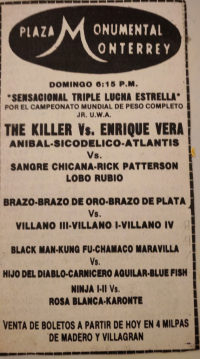 PLAZA MONUMENTAL
MONTERREY
DOMINGO 6:15 P.M.
"SENSACIONAL TRIPLE LUCHA ESTRELLA"
POR EL CAMPEONATO MUNDIAL DE PESO COMPLETO
JR. U.W.A.
THE KILLER Vs. ENRIQUE VERA
ANIBAL-SICODELICO-ATLANTIS
Vs.
SANGRE CHICANA-RICK PATTERSON
LOBO RUBIO
BRAZO-BRAZO DE ORO-BRAZO DE PLATA
Vs-
VILLANO III-VILLANO I-VILLANO IV
BLACK MAN-KUNG FU-CHAMACO MARAVILLA
Vs-
HIJO DEL DIABLO-CARNICERO AGUILAR-BLUE FISH
NINJA I-II Vs.
ROSA BLANCA-KARONTE
VENTA DE BOLETOS A PARTIR DE HOY EN 4 MILPAS
DE MADERO Y VILLAGRAN